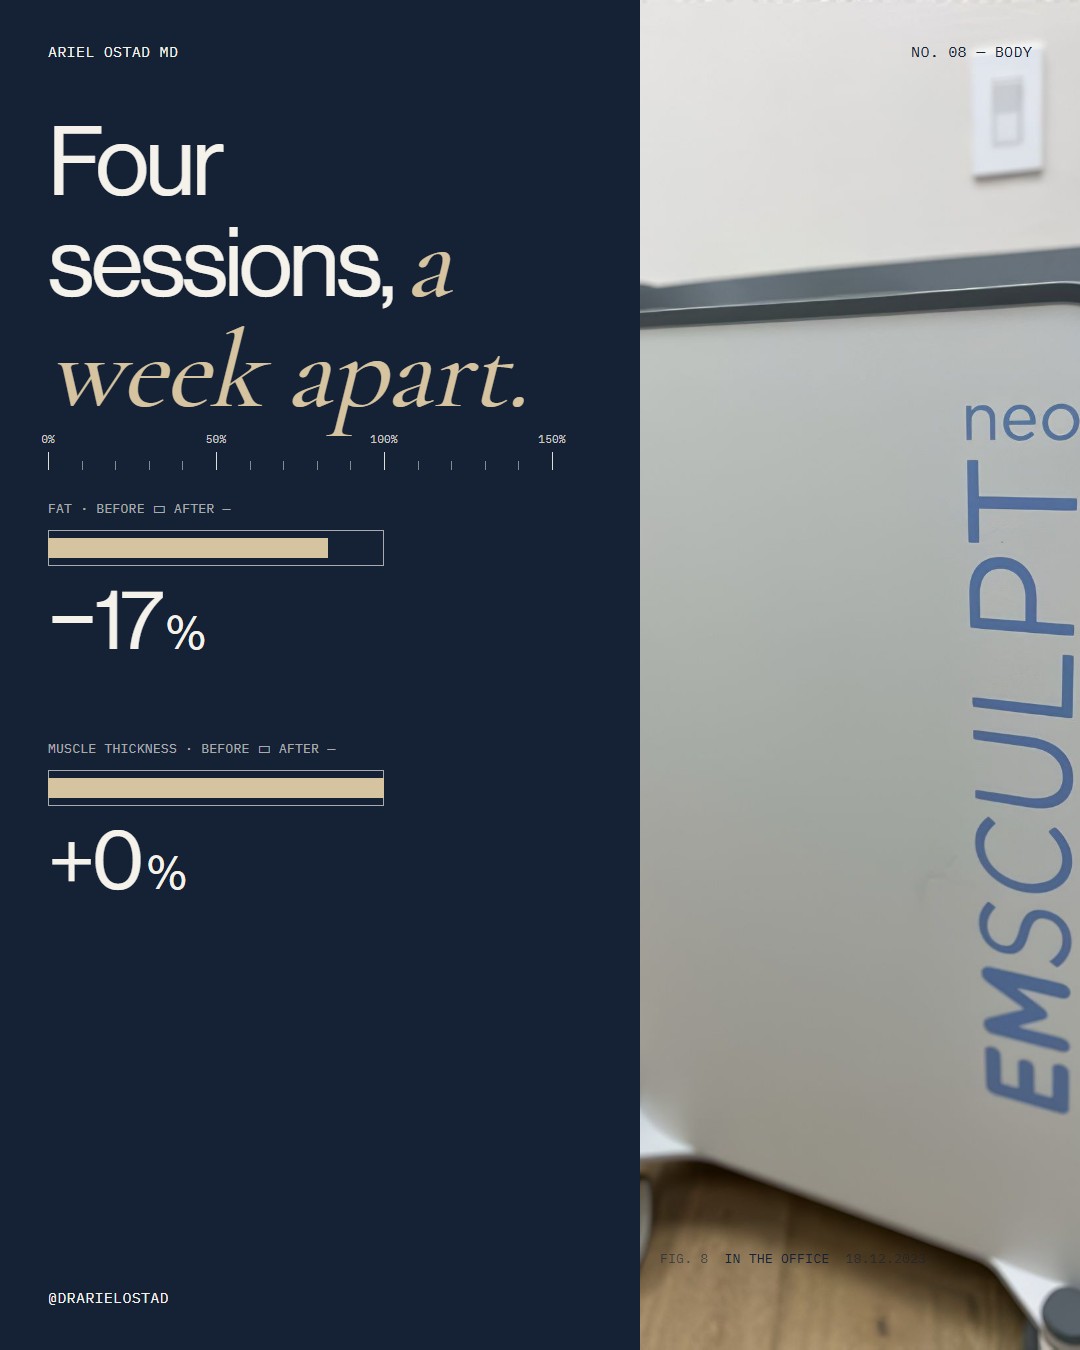 ARIEL OSTAD MD
NO. 08 — BODY
Four
sessions, a
week apart.
0% 50% 100% 150%
FAT · BEFORE ▭ AFTER —
−17%
MUSCLE THICKNESS · BEFORE ▭ AFTER —
+0%
neo
EMSCULPT
FIG. 8 IN THE OFFICE
@DRARIELOSTAD